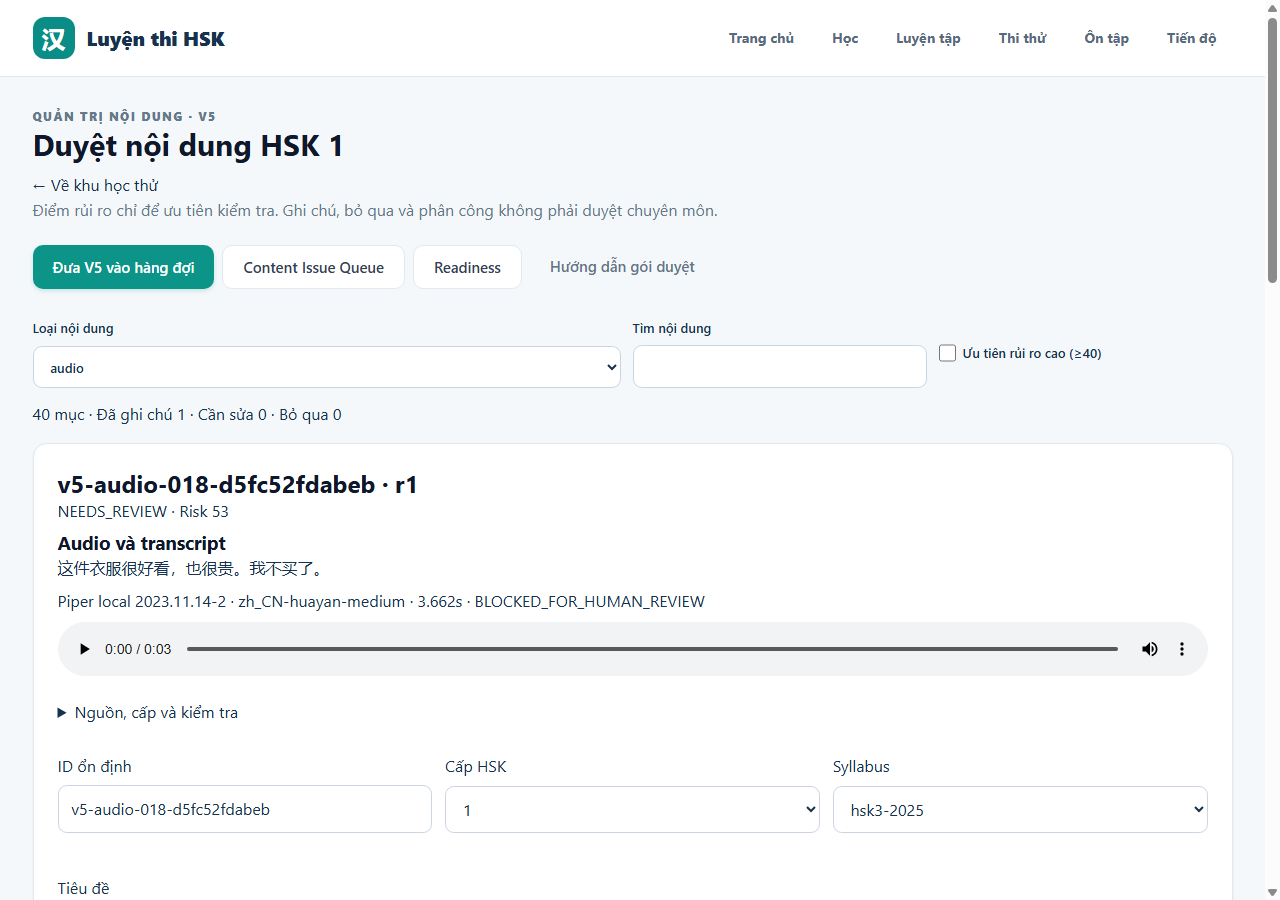 汉 Luyện thi HSK Trang chủ Học Luyện tập Thi thử Ôn tập Tiến độ
QUẢN TRỊ NỘI DUNG · V5
Duyệt nội dung HSK 1
← Về khu học thử
Điểm rủi ro chỉ để ưu tiên kiểm tra. Ghi chú, bỏ qua và phân công không phải duyệt chuyên môn.
Đưa V5 vào hàng đợi Content Issue Queue Readiness Hướng dẫn gói duyệt
Loại nội dung Tìm nội dung
audio Ưu tiên rủi ro cao (≥40)
40 mục · Đã ghi chú 1 · Cần sửa 0 · Bỏ qua 0
v5-audio-018-d5fc52fdabeb · r1
NEEDS_REVIEW · Risk 53
Audio và transcript
这件衣服很好看，也很贵。我不买了。
Piper local 2023.11.14-2 · zh_CN-huayan-medium · 3.662s · BLOCKED_FOR_HUMAN_REVIEW
0:00 / 0:03
Nguồn, cấp và kiểm tra
ID ổn định Cấp HSK Syllabus
v5-audio-018-d5fc52fdabeb 1 hsk3-2025
Tiêu đề